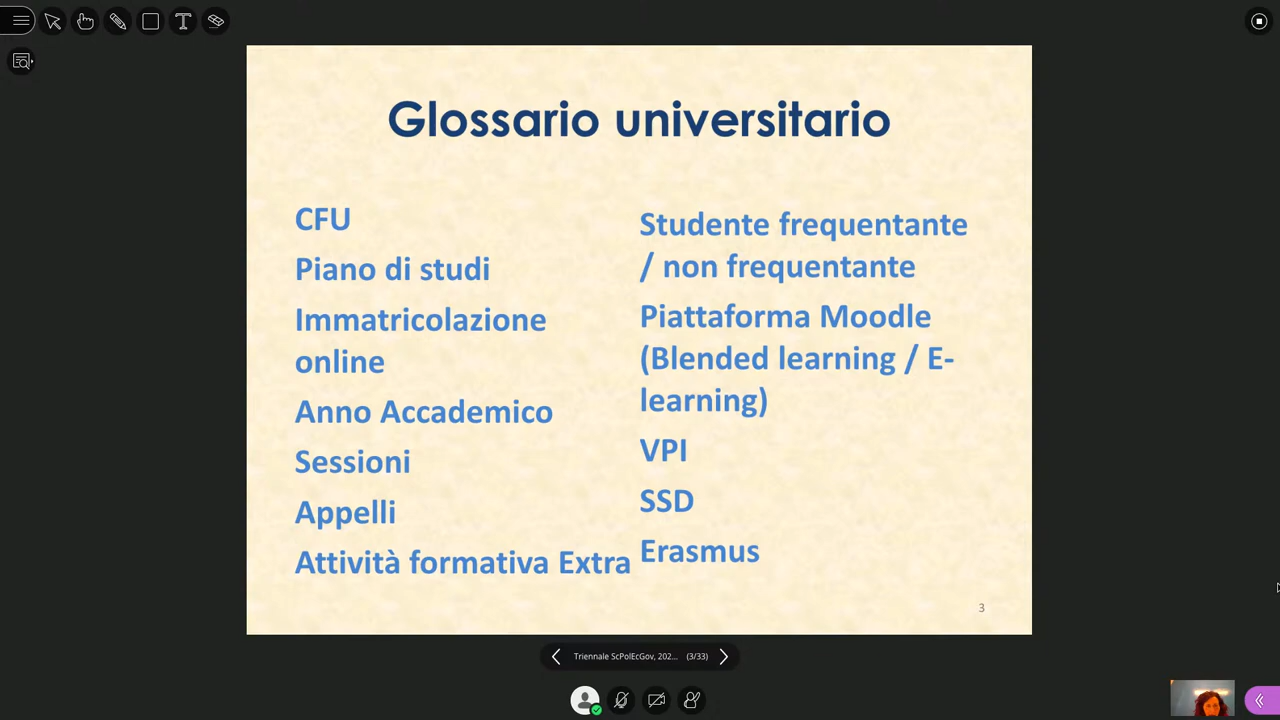 Glossario universitario
CFU
Piano di studi
Immatricolazione
online
Anno Accademico
Sessioni
Appelli
Attività formativa Extra
Studente frequentante
/ non frequentante
Piattaforma Moodle
(Blended learning / E-
learning)
VPI
SSD
Erasmus
3
Triennale ScPolEcGov, 202... (3/33)